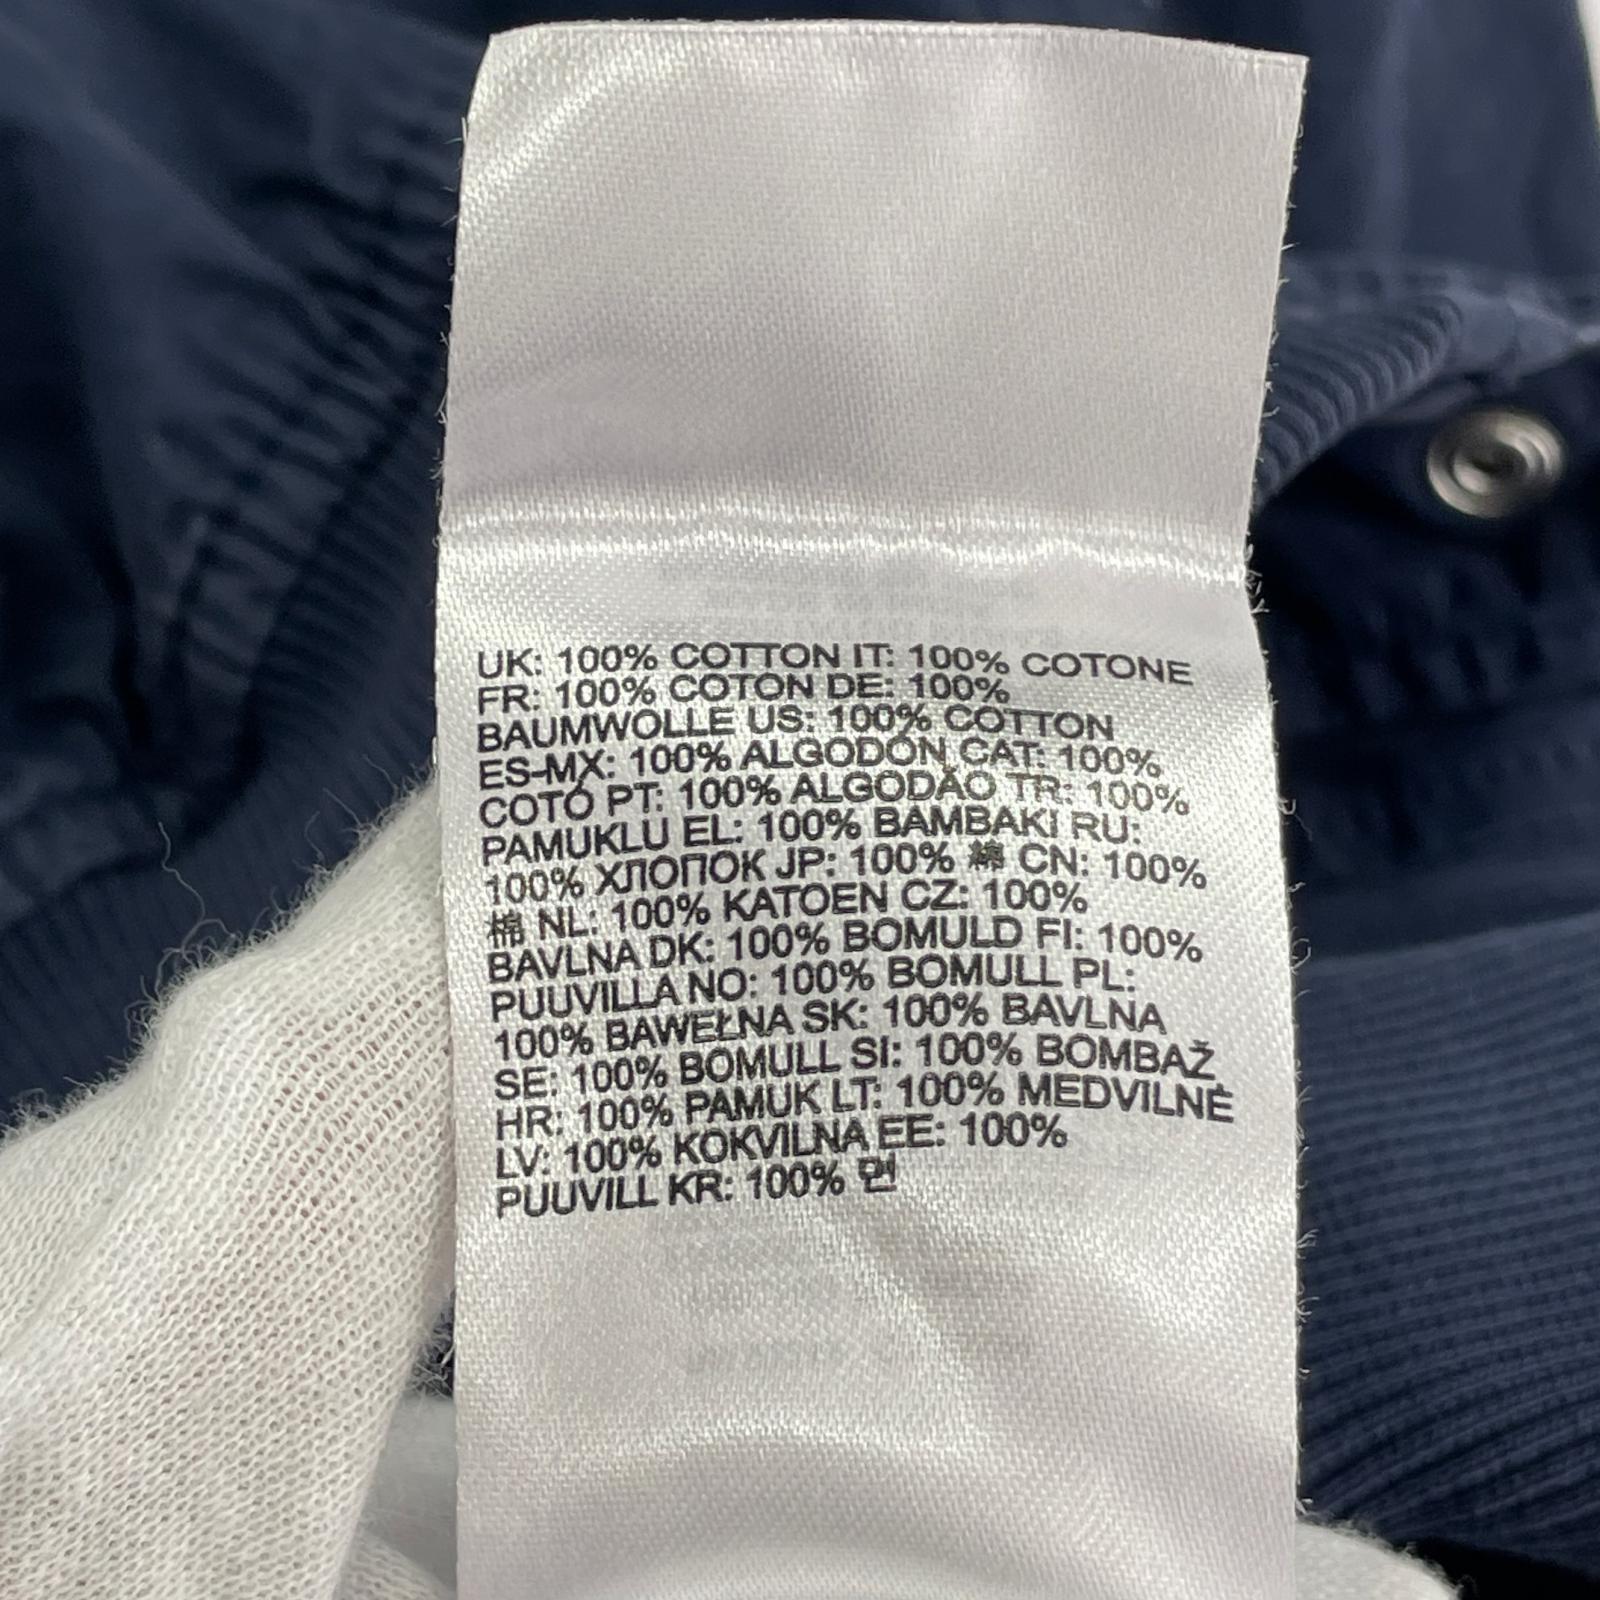 UK: 100% COTTON IT: 100% COTONE
FR: 100% COTON DE: 100%
BAUMWOLLE US: 100% COTTON
ES-MX: 100% ALGODÓN CAT: 100%
COTÓ PT: 100% ALGODÃO TR: 100%
PAMUKLU EL: 100% BAMBAKI RU:
100% ХЛОПОК JP: 100% 綿 CN: 100%
棉 NL: 100% KATOEN CZ: 100%
BAVLNA DK: 100% BOMULD FI: 100%
PUUVILLA NO: 100% BOMULL PL:
100% BAWEŁNA SK: 100% BAVLNA
SE: 100% BOMULL SI: 100% BOMBAŽ
HR: 100% PAMUK LT: 100% MEDVILNĖ
LV: 100% KOKVILNA EE: 100%
PUUVILL KR: 100% 면